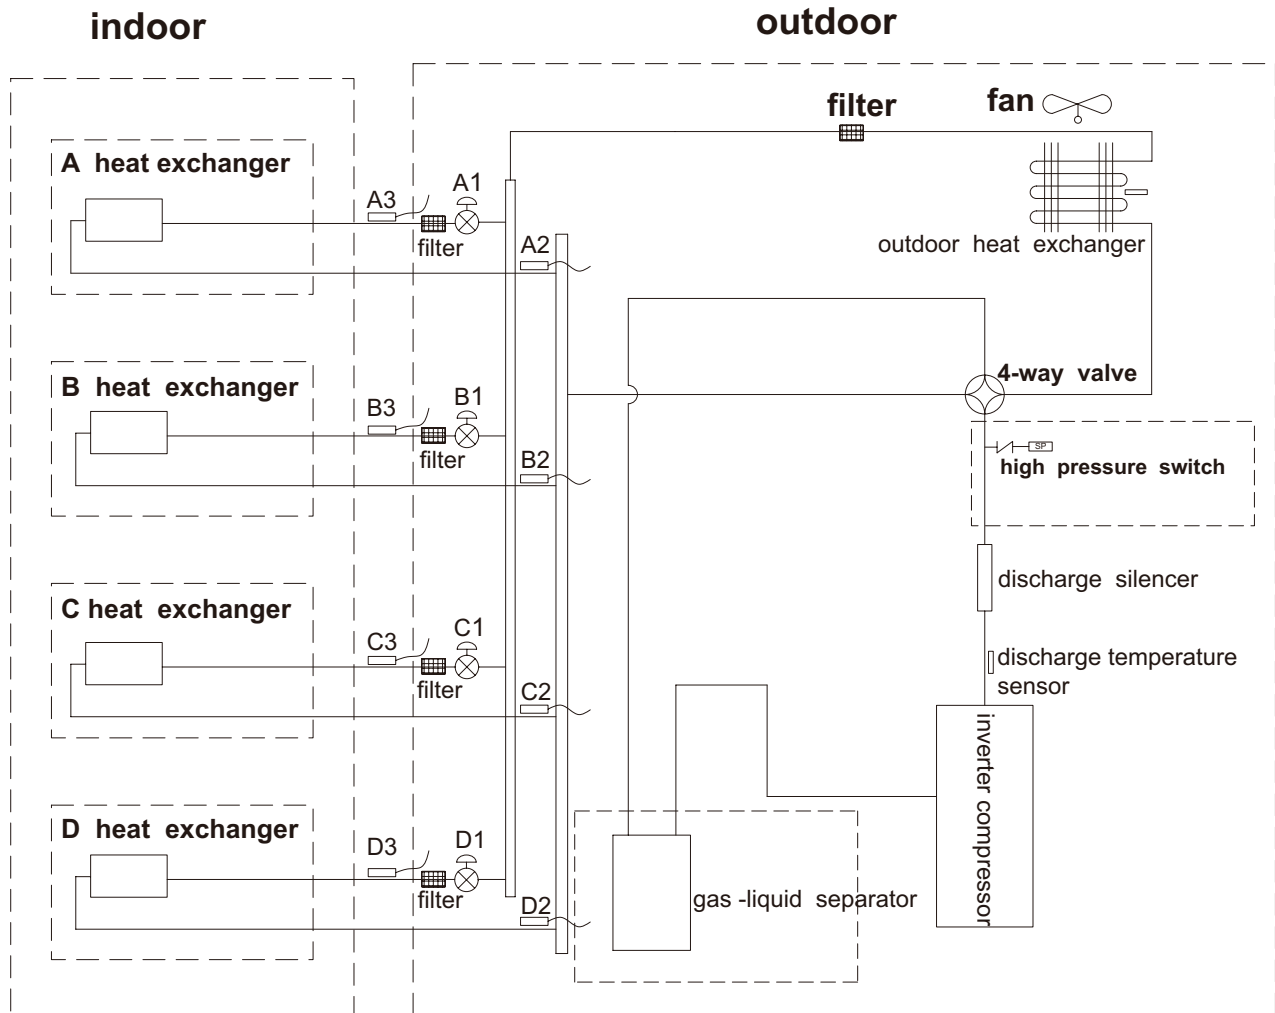 indoor
outdoor
filter
fan
A heat exchanger
A3
A1
filter
A2
outdoor heat exchanger
B heat exchanger
4-way valve
B3
B1
filter
B2
SP
high pressure switch
C heat exchanger
discharge silencer
C3
C1
filter
C2
discharge temperature
sensor
inverter compressor
D heat exchanger
D3
D1
filter
D2
gas -liquid separator